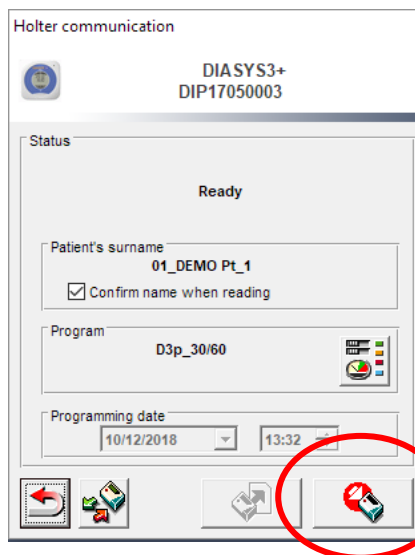 Holter communication
DIASYS3+
DIP17050003
Status
Ready
Patient's surname
01_DEMO Pt_1
Confirm name when reading
Program
D3p_30/60
Programming date
10/12/2018 13:32